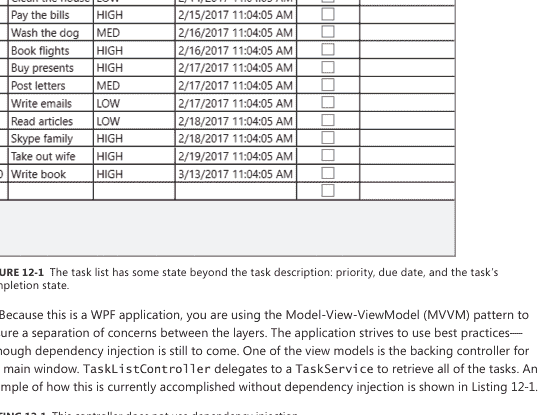 Clean the house LOW 2/14/2017 11:04:05 AM
Pay the bills HIGH 2/15/2017 11:04:05 AM
Wash the dog MED 2/16/2017 11:04:05 AM
Book flights HIGH 2/16/2017 11:04:05 AM
Buy presents HIGH 2/17/2017 11:04:05 AM
Post letters MED 2/17/2017 11:04:05 AM
Write emails LOW 2/17/2017 11:04:05 AM
Read articles LOW 2/18/2017 11:04:05 AM
Skype family HIGH 2/18/2017 11:04:05 AM
Take out wife HIGH 2/19/2017 11:04:05 AM
0 Write book HIGH 3/13/2017 11:04:05 AM
URE 12-1 The task list has some state beyond the task description: priority, due date, and the task's
mpletion state.
Because this is a WPF application, you are using the Model-View-ViewModel (MVVM) pattern to
sure a separation of concerns between the layers. The application strives to use best practices—
hough dependency injection is still to come. One of the view models is the backing controller for
main window. TaskListController delegates to a TaskService to retrieve all of the tasks. An
mple of how this is currently accomplished without dependency injection is shown in Listing 12-1.
TING 12-1 This controller does not use dependency injection